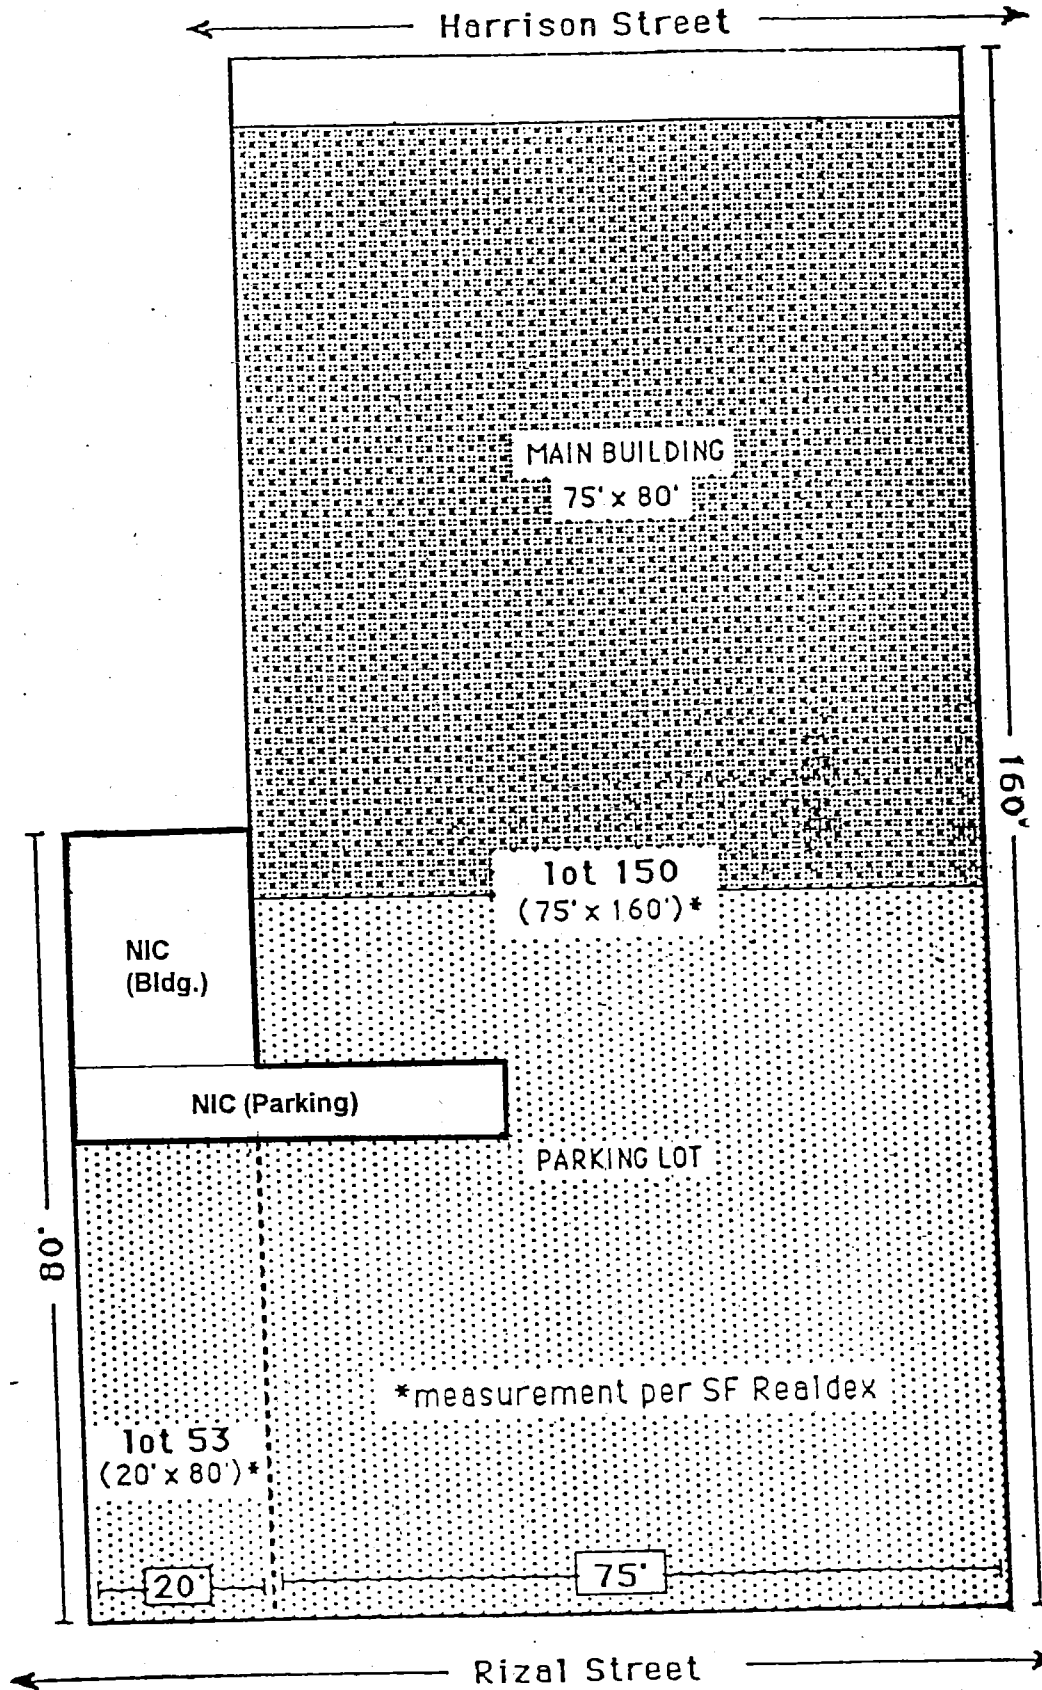 Harrison Street
MAIN BUILDING
75' x 80'
160'
lot 150
(75' x 160')*
NIC
(Bldg.)
NIC (Parking)
PARKING LOT
80'
*measurement per SF Realdex
lot 53
(20' x 80')*
20'
75'
Rizal Street